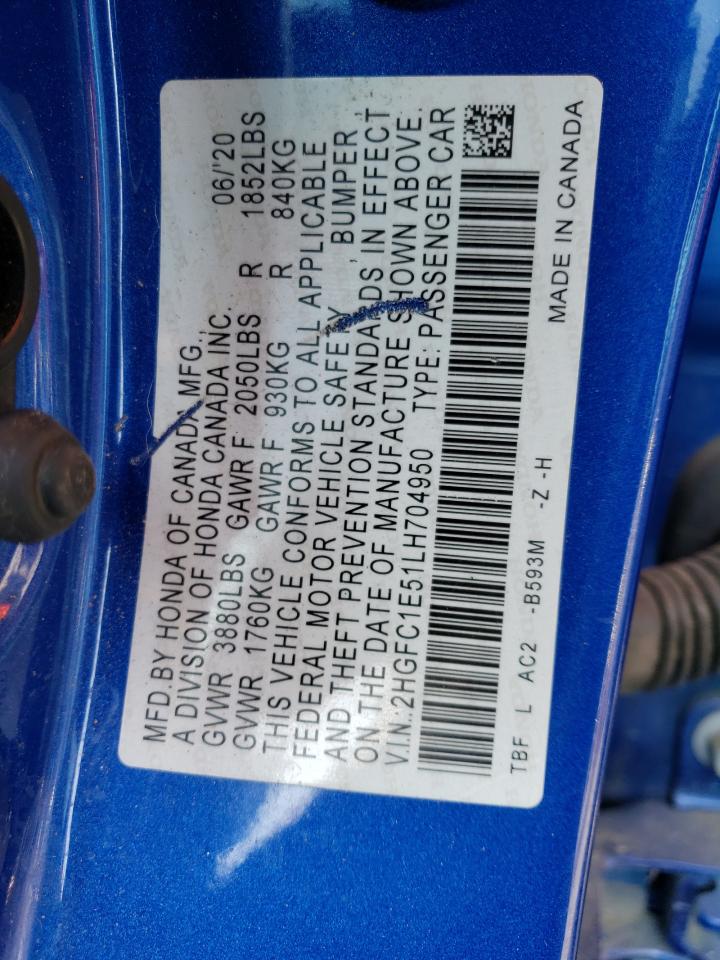 MFD.BY HONDA OF CANADA MFG.,
A DIVISION OF HONDA CANADA INC. 06/'20
GVWR 3880LBS GAWR F 2050LBS R 1852LBS
GVWR 1760KG GAWR F 930KG R 840KG
THIS VEHICLE CONFORMS TO ALL APPLICABLE
FEDERAL MOTOR VEHICLE SAFETY BUMPER,
AND THEFT PREVENTION STANDARDS IN EFFECT
ON THE DATE OF MANUFACTURE SHOWN ABOVE.
V.I.N.:2HGFC1E51LH704950 TYPE: PASSENGER CAR
TBF L AC2 -B593M -Z -H MADE IN CANADA